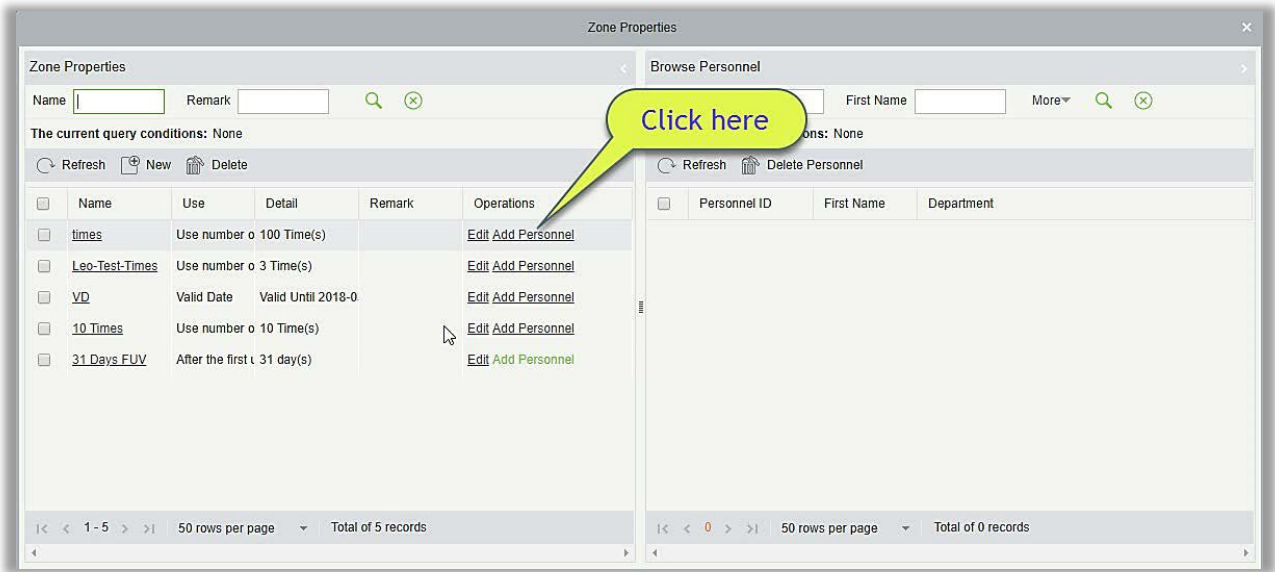 Zone Properties
Zone Properties
Name Remark
The current query conditions: None
Refresh New Delete
Name Use Detail Remark Operations
times Use number o 100 Time(s) Edit Add Personnel
Leo-Test-Times Use number o 3 Time(s) Edit Add Personnel
VD Valid Date Valid Until 2018-0 Edit Add Personnel
10 Times Use number o 10 Time(s) Edit Add Personnel
31 Days FUV After the first u 31 day(s) Edit Add Personnel
1 - 5 50 rows per page Total of 5 records
Click here
Browse Personnel
First Name More
ons: None
Refresh Delete Personnel
Personnel ID First Name Department
0 50 rows per page Total of 0 records